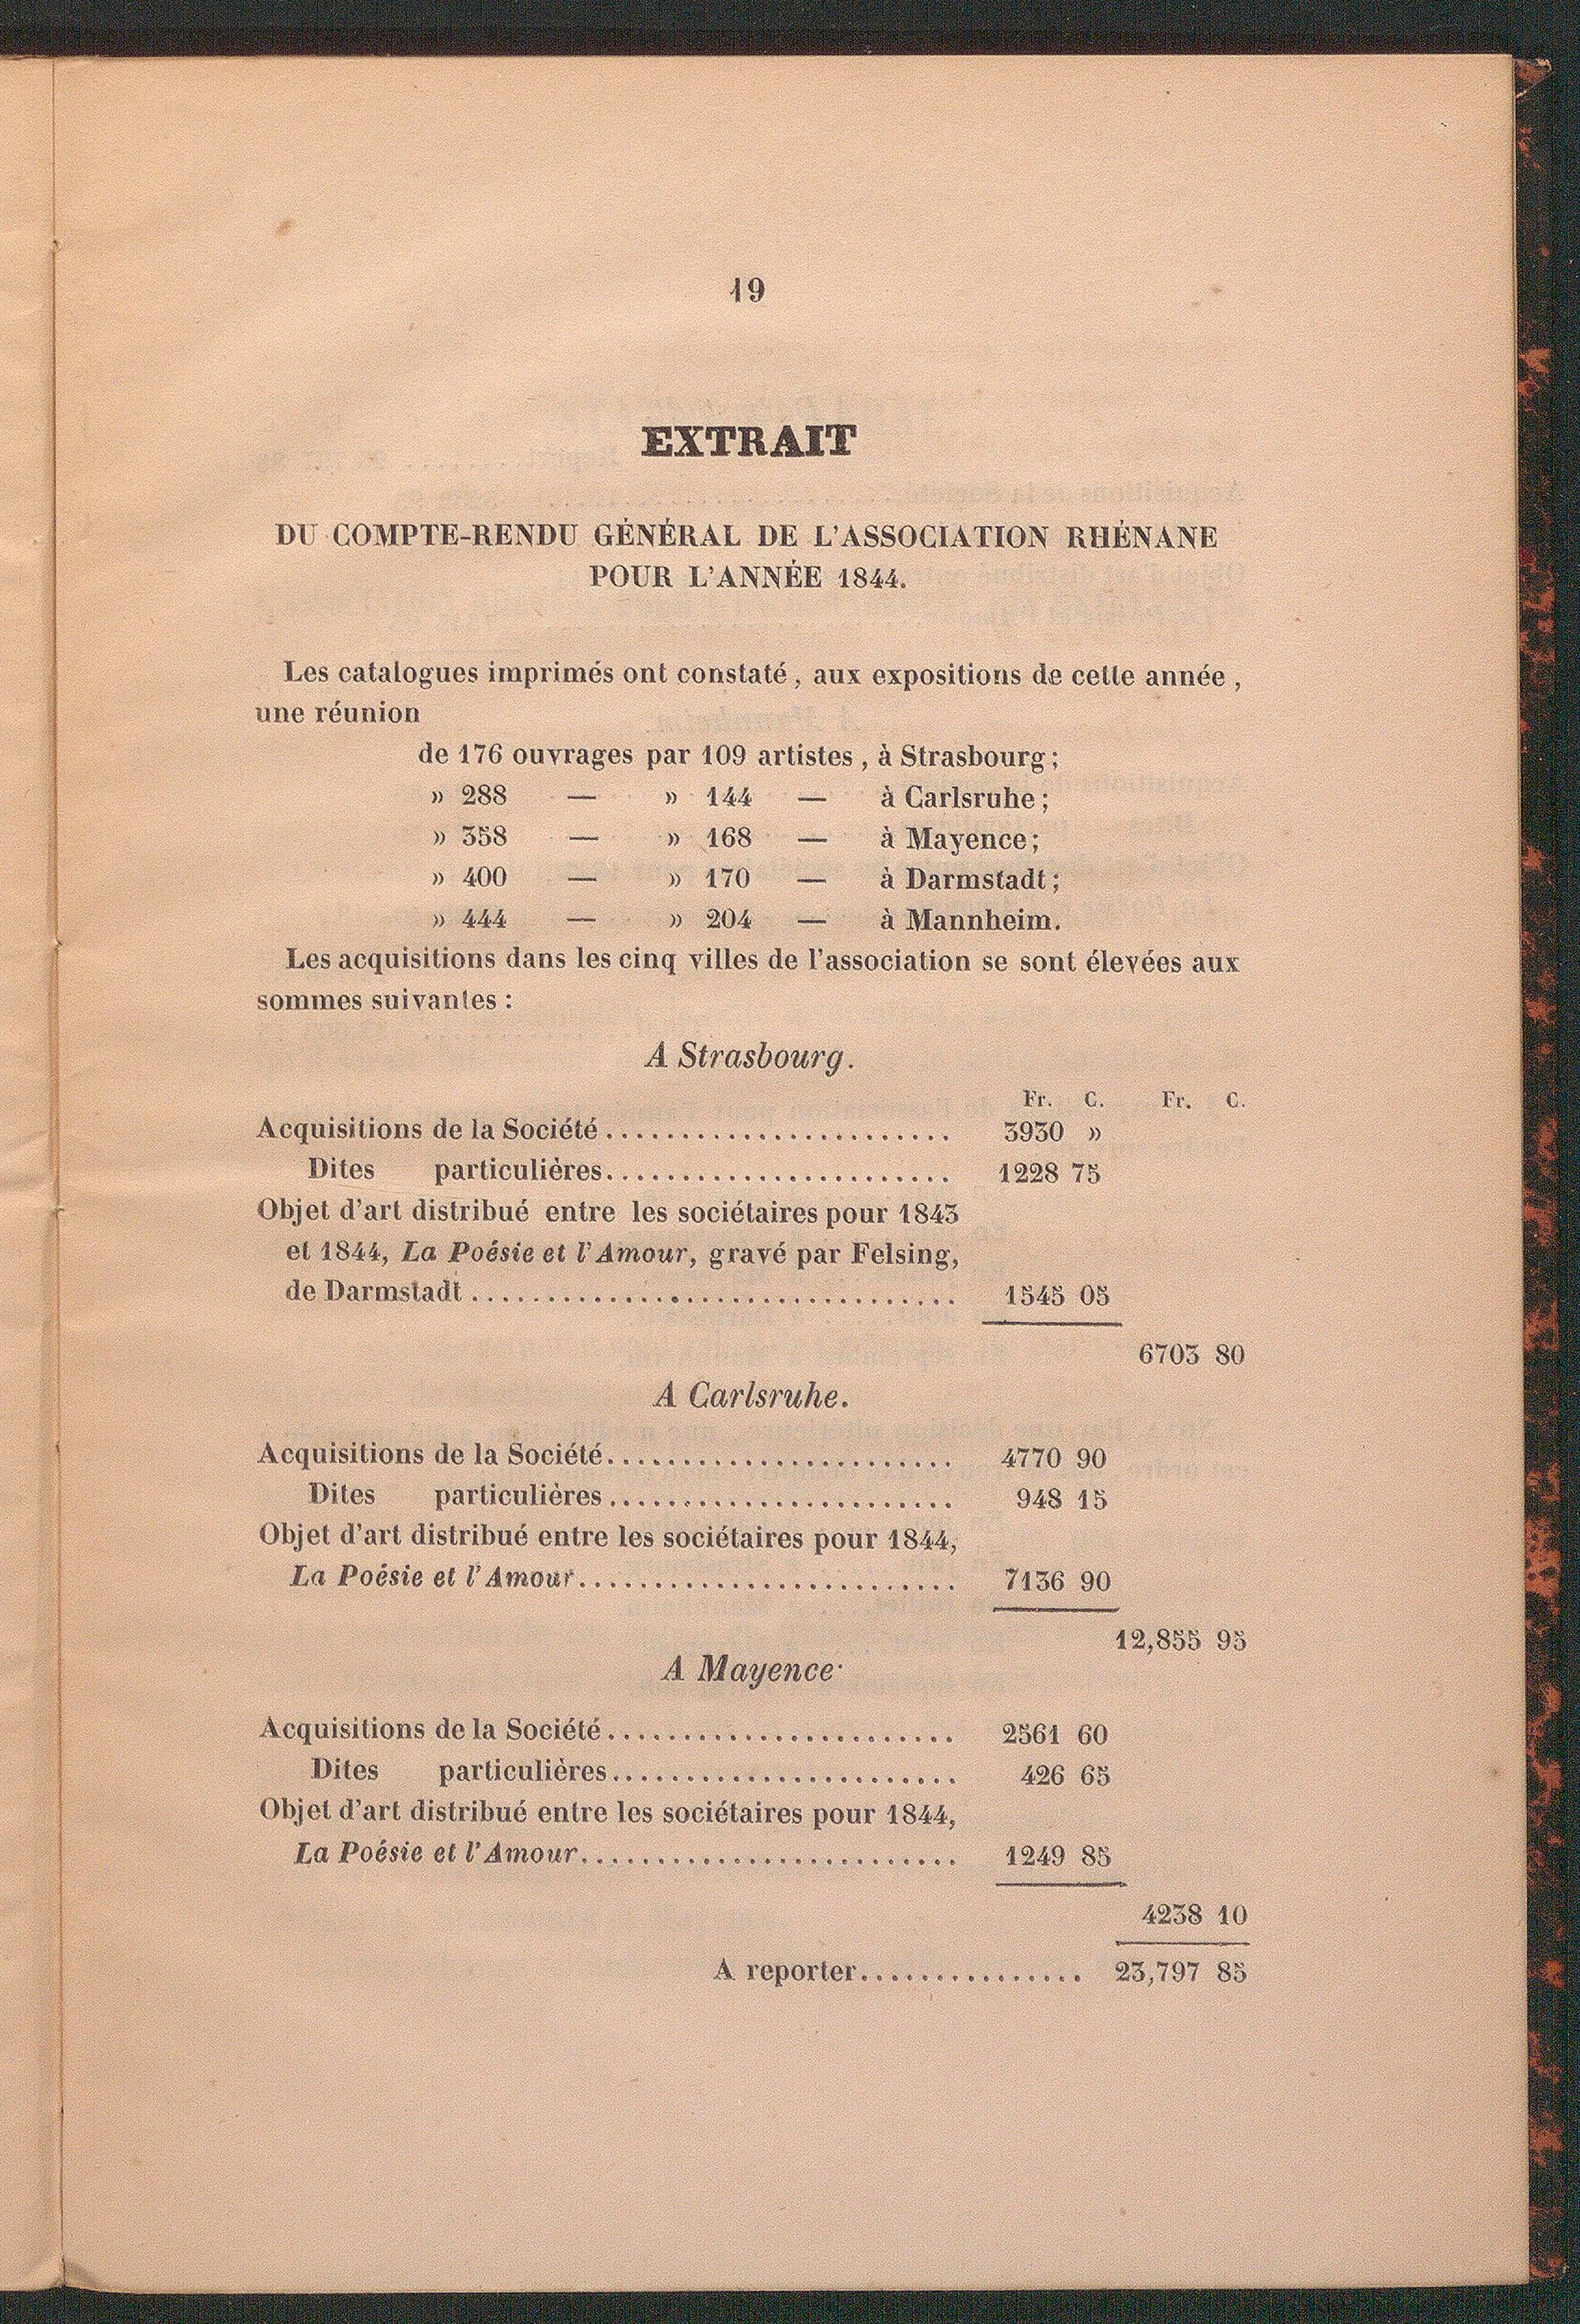 19
EXTRAIT
DU COMPTE-RENDU GÉNÉRAL DE L'ASSOCIATION RHÉNANE
POUR L'ANNÉE 1844.
Les catalogues imprimés ont constaté, aux expositions de cette année,
une réunion
de 176 ouvrages par 109 artistes, à Strasbourg;
» 288 — » 144 — à Carlsruhe;
» 358 — » 168 — à Mayence;
» 400 — » 170 — à Darmstadt;
» 444 — » 204 — à Mannheim.
Les acquisitions dans les cinq villes de l'association se sont élevées aux
sommes suivantes :
A Strasbourg.
Fr. C. Fr. C.
Acquisitions de la Société....................... 3930 »
Dites particulières....................... 1228 75
Objet d'art distribué entre les sociétaires pour 1843
et 1844, La Poésie et l'Amour, gravé par Felsing,
de Darmstadt................................ 1545 05
6703 80
A Carlsruhe.
Acquisitions de la Société....................... 4770 90
Dites particulières....................... 948 15
Objet d'art distribué entre les sociétaires pour 1844,
La Poésie et l'Amour......................... 7136 90
12,855 95
A Mayence.
Acquisitions de la Société....................... 2561 60
Dites particulières....................... 426 65
Objet d'art distribué entre les sociétaires pour 1844,
La Poésie et l'Amour......................... 1249 85
4238 10
A reporter............... 23,797 85